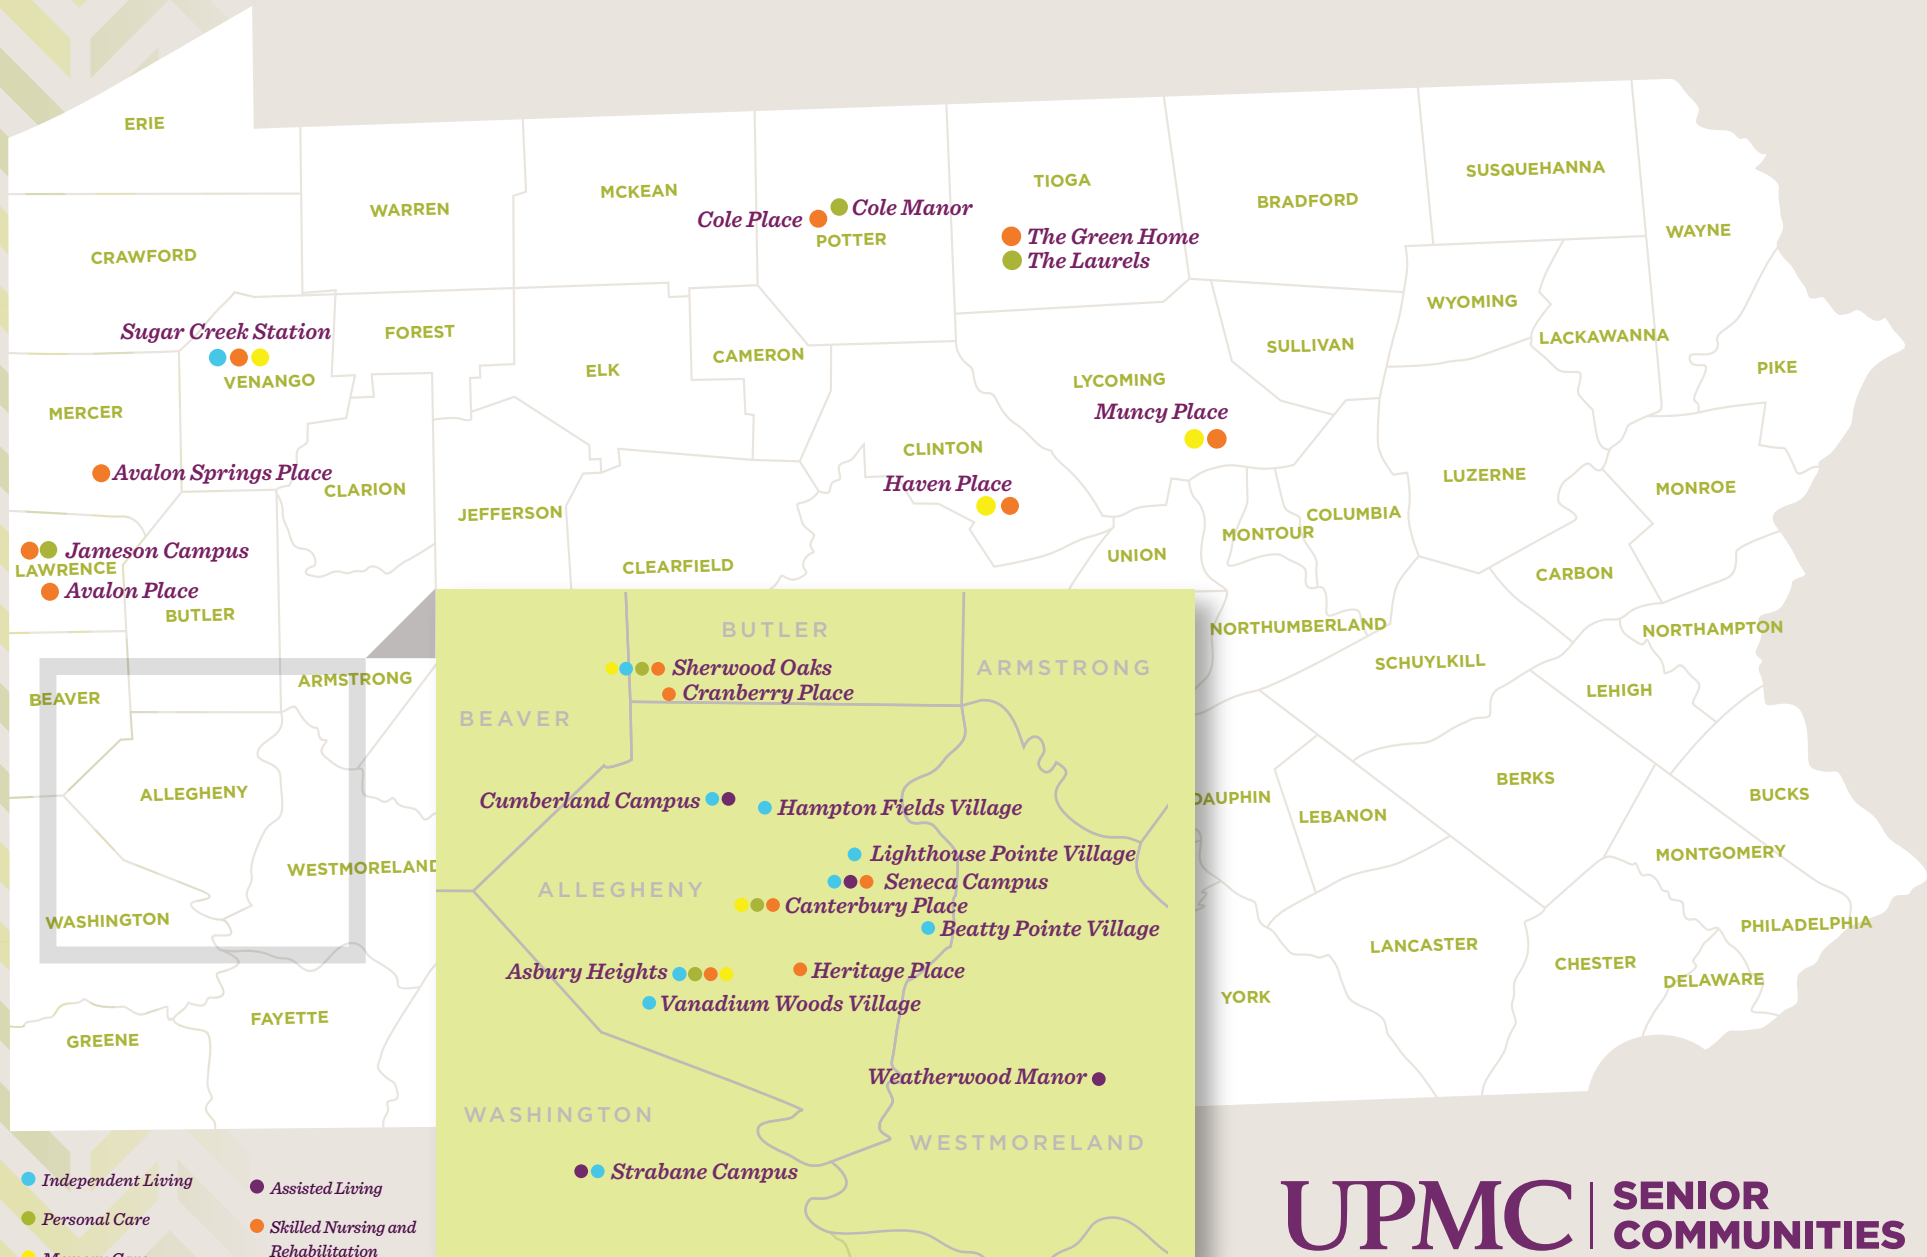 ERIE
WARREN
MCKEAN
TIOGA
BRADFORD
SUSQUEHANNA
WAYNE
CRAWFORD
Cole Place
Cole Manor
POTTER
The Green Home
The Laurels
Sugar Creek Station
VENANGO
FOREST
ELK
CAMERON
SULLIVAN
WYOMING
LACKAWANNA
PIKE
MERCER
LYCOMING
Muncy Place
Avalon Springs Place
CLARION
JEFFERSON
CLINTON
Haven Place
COLUMBIA
MONTOUR
LUZERNE
MONROE
Jameson Campus
LAWRENCE
Avalon Place
BUTLER
CLEARFIELD
UNION
CARBON
NORTHUMBERLAND
NORTHAMPTON
SCHUYLKILL
LEHIGH
BEAVER
ARMSTRONG
ALLEGHENY
WESTMORELAND
WASHINGTON
GREENE
FAYETTE
BUTLER
ARMSTRONG
Sherwood Oaks
Cranberry Place
BEAVER
Cumberland Campus
Hampton Fields Village
Lighthouse Pointe Village
ALLEGHENY
Seneca Campus
Canterbury Place
Beatty Pointe Village
Asbury Heights
Heritage Place
Vanadium Woods Village
Weatherwood Manor
WASHINGTON
WESTMORELAND
Strabane Campus
DAUPHIN
LEBANON
BERKS
BUCKS
MONTGOMERY
PHILADELPHIA
LANCASTER
CHESTER
DELAWARE
YORK
Independent Living
Personal Care
Memory Care
Assisted Living
Skilled Nursing and
Rehabilitation
UPMC
SENIOR
COMMUNITIES